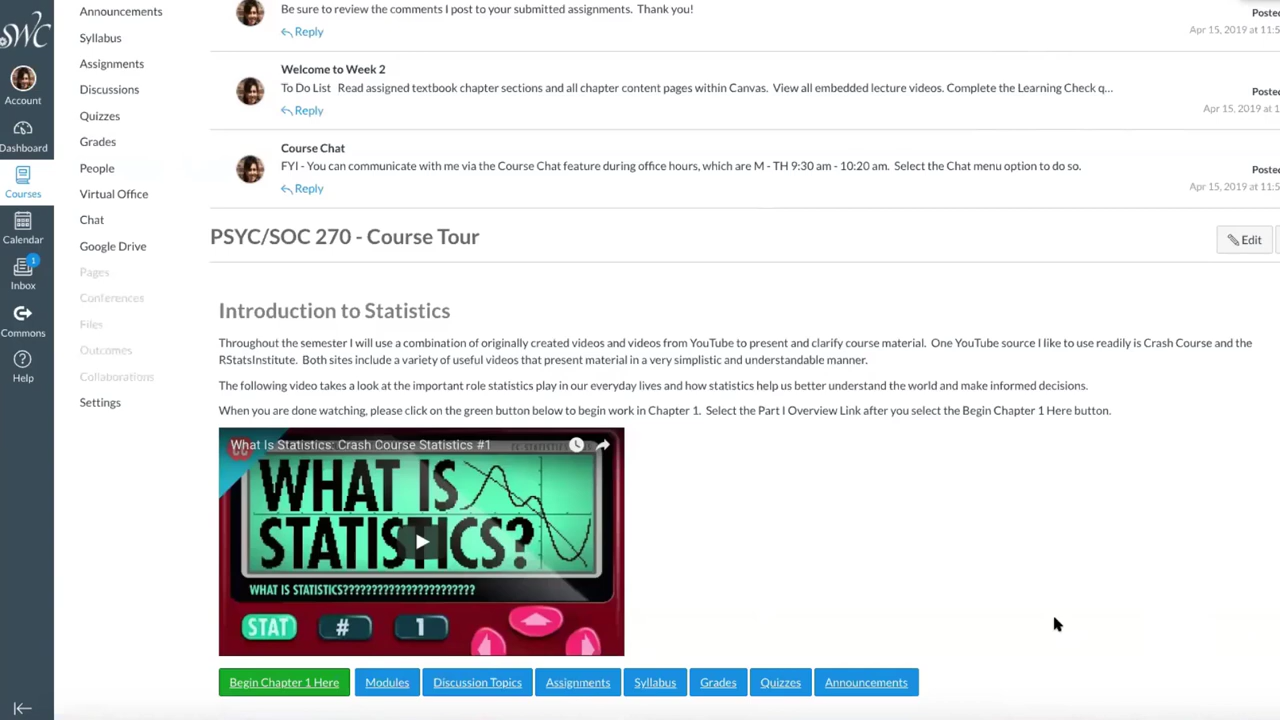 SWC
Account
Dashboard
Courses
Calendar
1
Inbox
Commons
Help
Announcements
Syllabus
Assignments
Discussions
Quizzes
Grades
People
Virtual Office
Chat
Google Drive
Pages
Conferences
Files
Outcomes
Collaborations
Settings
Be sure to review the comments I post to your submitted assignments. Thank you!
Reply
Poste
Apr 15, 2019 at 11:5
Welcome to Week 2
To Do List Read assigned textbook chapter sections and all chapter content pages within Canvas. View all embedded lecture videos. Complete the Learning Check q...
Reply
Poste
Apr 15, 2019 at 1
Course Chat
FYI - You can communicate with me via the Course Chat feature during office hours, which are M - TH 9:30 am - 10:20 am. Select the Chat menu option to do so.
Reply
Poste
Apr 15, 2019 at 11:5
PSYC/SOC 270 - Course Tour
Edit
Introduction to Statistics
Throughout the semester I will use a combination of originally created videos and videos from YouTube to present and clarify course material. One YouTube source I like to use readily is Crash Course and the
RStatsInstitute. Both sites include a variety of useful videos that present material in a very simplistic and understandable manner.
The following video takes a look at the important role statistics play in our everyday lives and how statistics help us better understand the world and make informed decisions.
When you are done watching, please click on the green button below to begin work in Chapter 1. Select the Part I Overview Link after you select the Begin Chapter 1 Here button.
What Is Statistics: Crash Course Statistics #1
WHAT IS
STATISTICS?
WHAT IS STATISTICS??????????????????????
STAT # 1
Begin Chapter 1 Here
Modules
Discussion Topics
Assignments
Syllabus
Grades
Quizzes
Announcements